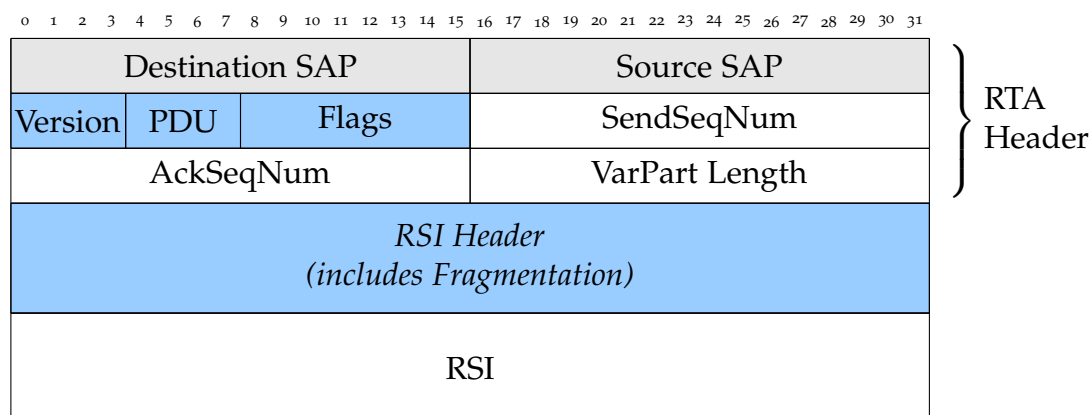 0 1 2 3 4 5 6 7 8 9 10 11 12 13 14 15 16 17 18 19 20 21 22 23 24 25 26 27 28 29 30 31
Destination SAP Source SAP
Version PDU Flags SendSeqNum
AckSeqNum VarPart Length
RTA
Header
RSI Header
(includes Fragmentation)
RSI